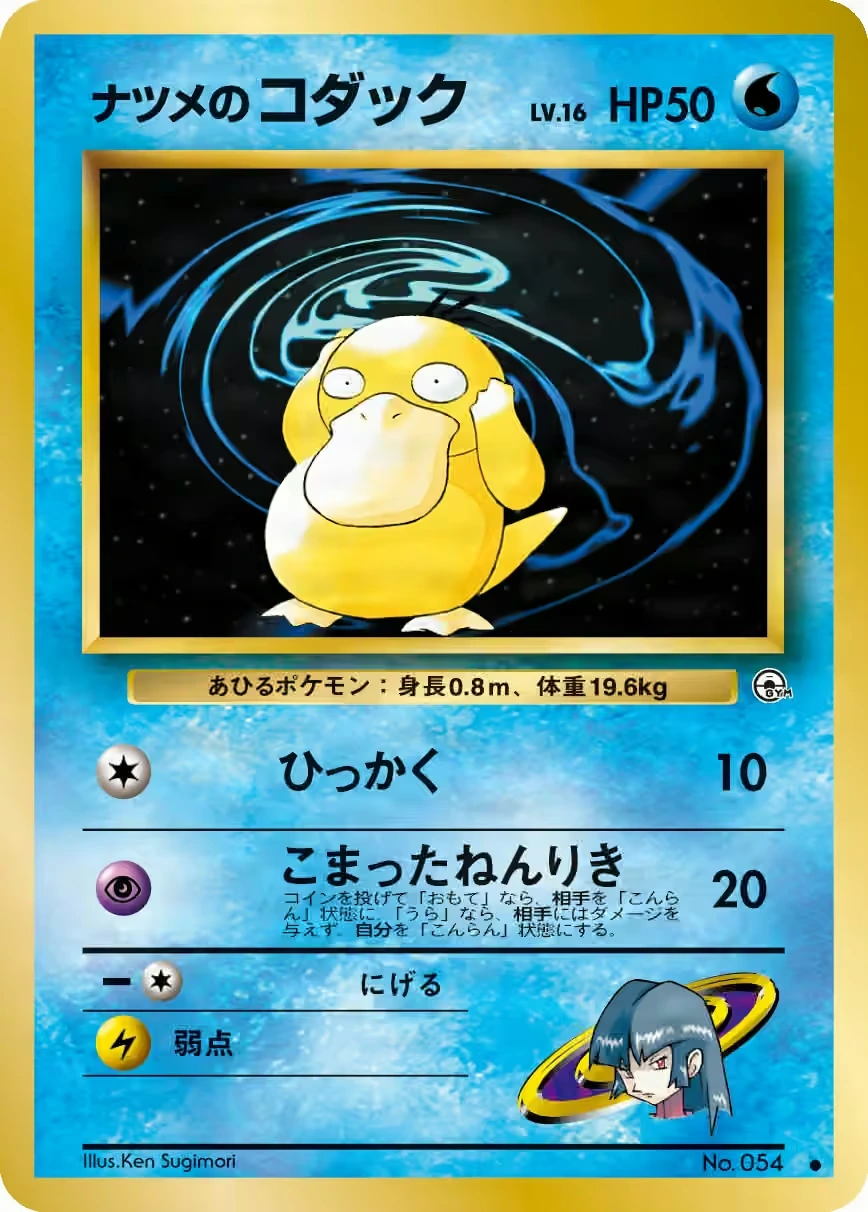 ナツメのコダック LV.16 HP50
あひるポケモン：身長0.8m、体重19.6kg
GYM
ひっかく 10
こまったねんりき 20
コインを投げて「おもて」なら、相手を「こんら
ん」状態に、「うら」なら、相手にはダメージを
与えず、自分を「こんらん」状態にする。
にげる
弱点
Illus.Ken Sugimori No.054